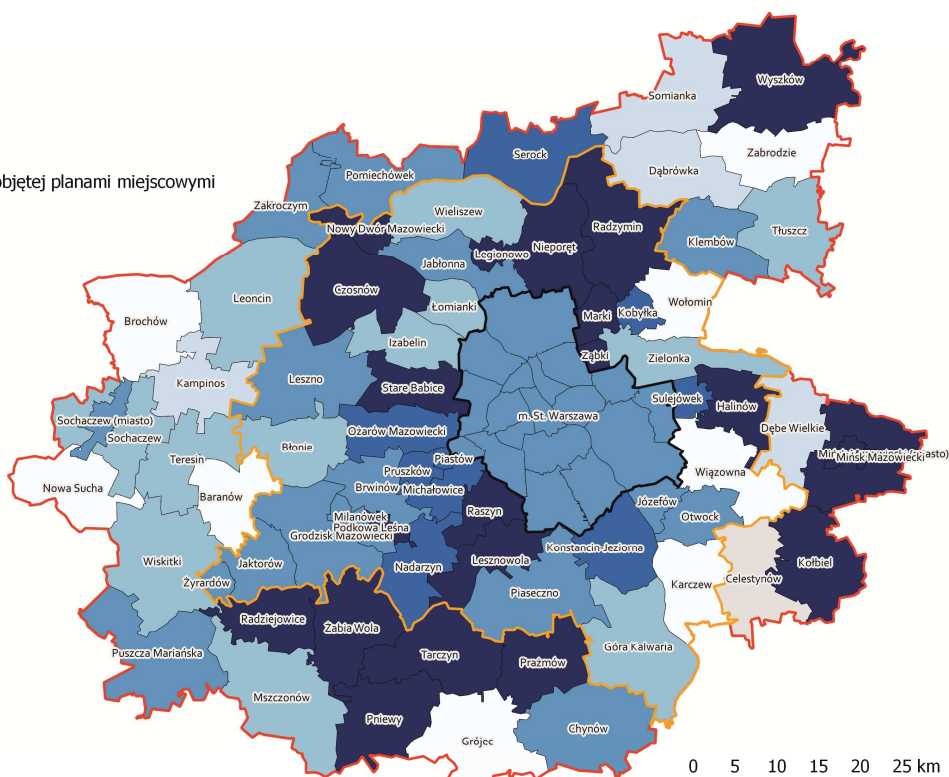 Wyszków
Somianka
Serock
Zabrodzie
Dąbrówka
Pomiechówek
objętej planami miejscowymi
Zakroczym
Wieliszew
Nowy Dwór Mazowiecki
Radzymin
Tłuszcz
Klembów
Nieporęt
Legionowo
Jabłonna
Czosnów
Leoncin
Wołomin
Łomianki
Marki
Kobyłka
Brochów
Izabelin
Ząbki
Zielonka
Leszno
Kampinos
Stare Babice
Sulejówek
Halinów
m. St. Warszawa
Sochaczew (miasto)
Dębe Wielkie
Ożarów Mazowiecki
Sochaczew
Błonie
Mińsk Mazowiecki
Teresin
Piastów
Pruszków
Wiązowna
Nowa Sucha
Brwinów
Michałowice
Baranów
Józefów
Raszyn
Milanówek
Otwock
Podkowa Leśna
Grodzisk Mazowiecki
Konstancin-Jeziorna
Wiskitki
Jaktorów
Lesznowola
Kołbiel
Nadarzyn
Żyrardów
Karczew
Celestynów
Piaseczno
Radziejowice
Żabia Wola
Góra Kalwaria
Puszcza Mariańska
Tarczyn
Prażmów
Mszczonów
Pniewy
Chynów
Grójec
0 5 10 15 20 25 km